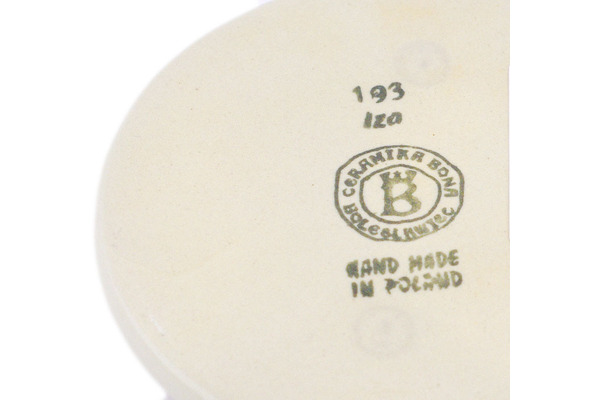 193
Iza
CERAMIKA BONA
B
BOLESŁAWIEC
HAND MADE
IN POLAND